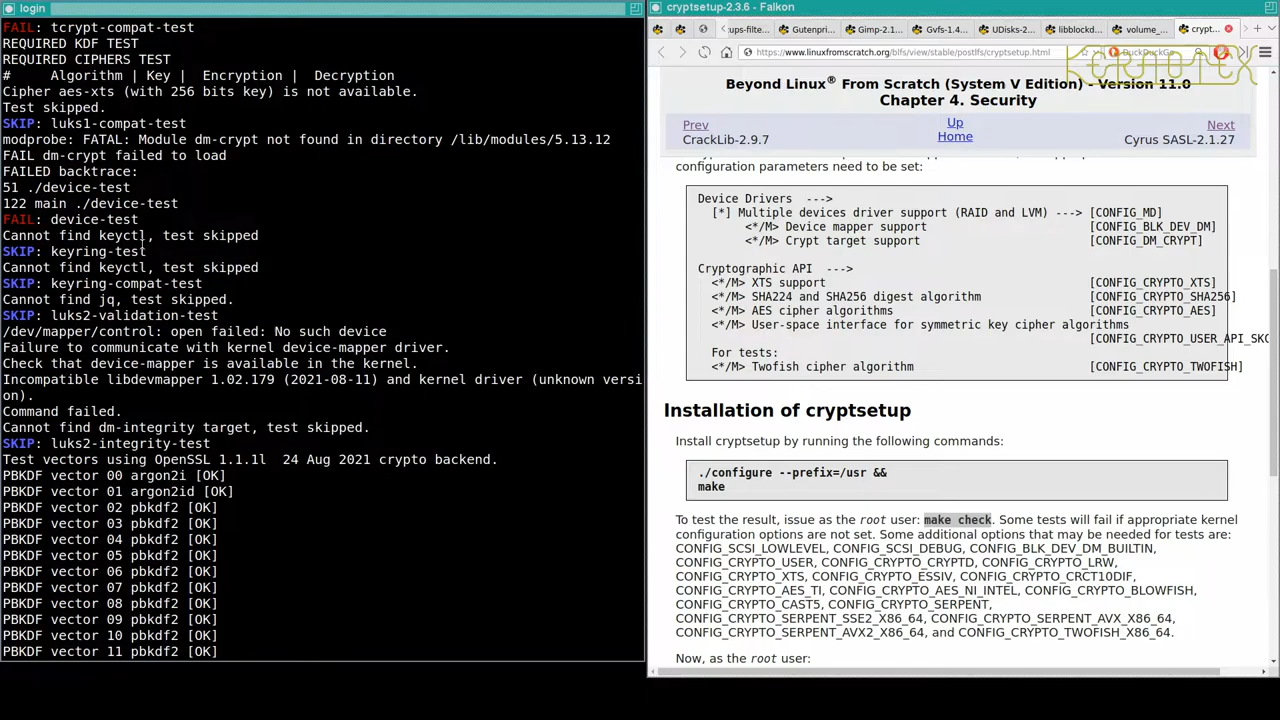 login
FAIL: tcrypt-compat-test
REQUIRED KDF TEST
REQUIRED CIPHERS TEST
#     Algorithm | Key |  Encryption |  Decryption
Cipher aes-xts (with 256 bits key) is not available.
Test skipped.
SKIP: luks1-compat-test
modprobe: FATAL: Module dm-crypt not found in directory /lib/modules/5.13.12
FAIL dm-crypt failed to load
FAILED backtrace:
51 ./device-test
122 main ./device-test
FAIL: device-test
Cannot find keyctl, test skipped
SKIP: keyring-test
Cannot find keyctl, test skipped
SKIP: keyring-compat-test
Cannot find jq, test skipped.
SKIP: luks2-validation-test
/dev/mapper/control: open failed: No such device
Failure to communicate with kernel device-mapper driver.
Check that device-mapper is available in the kernel.
Incompatible libdevmapper 1.02.179 (2021-08-11) and kernel driver (unknown versi
on).
Command failed.
Cannot find dm-integrity target, test skipped.
SKIP: luks2-integrity-test
Test vectors using OpenSSL 1.1.1l  24 Aug 2021 crypto backend.
PBKDF vector 00 argon2i [OK]
PBKDF vector 01 argon2id [OK]
PBKDF vector 02 pbkdf2 [OK]
PBKDF vector 03 pbkdf2 [OK]
PBKDF vector 04 pbkdf2 [OK]
PBKDF vector 05 pbkdf2 [OK]
PBKDF vector 06 pbkdf2 [OK]
PBKDF vector 07 pbkdf2 [OK]
PBKDF vector 08 pbkdf2 [OK]
PBKDF vector 09 pbkdf2 [OK]
PBKDF vector 10 pbkdf2 [OK]
PBKDF vector 11 pbkdf2 [OK]
cryptsetup-2.3.6 - Falkon
:ups-filte... Gutenpri... Gimp-2.1... Gvfs-1.4... UDisks-2... libblockd... volume_... crypt...
https://www.linuxfromscratch.org/blfs/view/stable/postlfs/cryptsetup.html DuckDuckGo
Beyond Linux® From Scratch (System V Edition) - Version 11.0
Chapter 4. Security
Prev Up Next
CrackLib-2.9.7 Home Cyrus SASL-2.1.27
configuration parameters need to be set:
Device Drivers  --->
[*] Multiple devices driver support (RAID and LVM) ---> [CONFIG_MD]
<*/M> Device mapper support [CONFIG_BLK_DEV_DM]
<*/M> Crypt target support [CONFIG_DM_CRYPT]
Cryptographic API  --->
<*/M> XTS support [CONFIG_CRYPTO_XTS]
<*/M> SHA224 and SHA256 digest algorithm [CONFIG_CRYPTO_SHA256]
<*/M> AES cipher algorithms [CONFIG_CRYPTO_AES]
<*/M> User-space interface for symmetric key cipher algorithms
[CONFIG_CRYPTO_USER_API_SKC
For tests:
<*/M> Twofish cipher algorithm [CONFIG_CRYPTO_TWOFISH]
Installation of cryptsetup
Install cryptsetup by running the following commands:
./configure --prefix=/usr &&
make
To test the result, issue as the root user: make check. Some tests will fail if appropriate kernel
configuration options are not set. Some additional options that may be needed for tests are:
CONFIG_SCSI_LOWLEVEL, CONFIG_SCSI_DEBUG, CONFIG_BLK_DEV_DM_BUILTIN,
CONFIG_CRYPTO_USER, CONFIG_CRYPTO_CRYPTD, CONFIG_CRYPTO_LRW,
CONFIG_CRYPTO_XTS, CONFIG_CRYPTO_ESSIV, CONFIG_CRYPTO_CRCT10DIF,
CONFIG_CRYPTO_AES_TI, CONFIG_CRYPTO_AES_NI_INTEL, CONFIG_CRYPTO_BLOWFISH,
CONFIG_CRYPTO_CAST5, CONFIG_CRYPTO_SERPENT,
CONFIG_CRYPTO_SERPENT_SSE2_X86_64, CONFIG_CRYPTO_SERPENT_AVX_X86_64,
CONFIG_CRYPTO_SERPENT_AVX2_X86_64, and CONFIG_CRYPTO_TWOFISH_X86_64.
Now, as the root user: